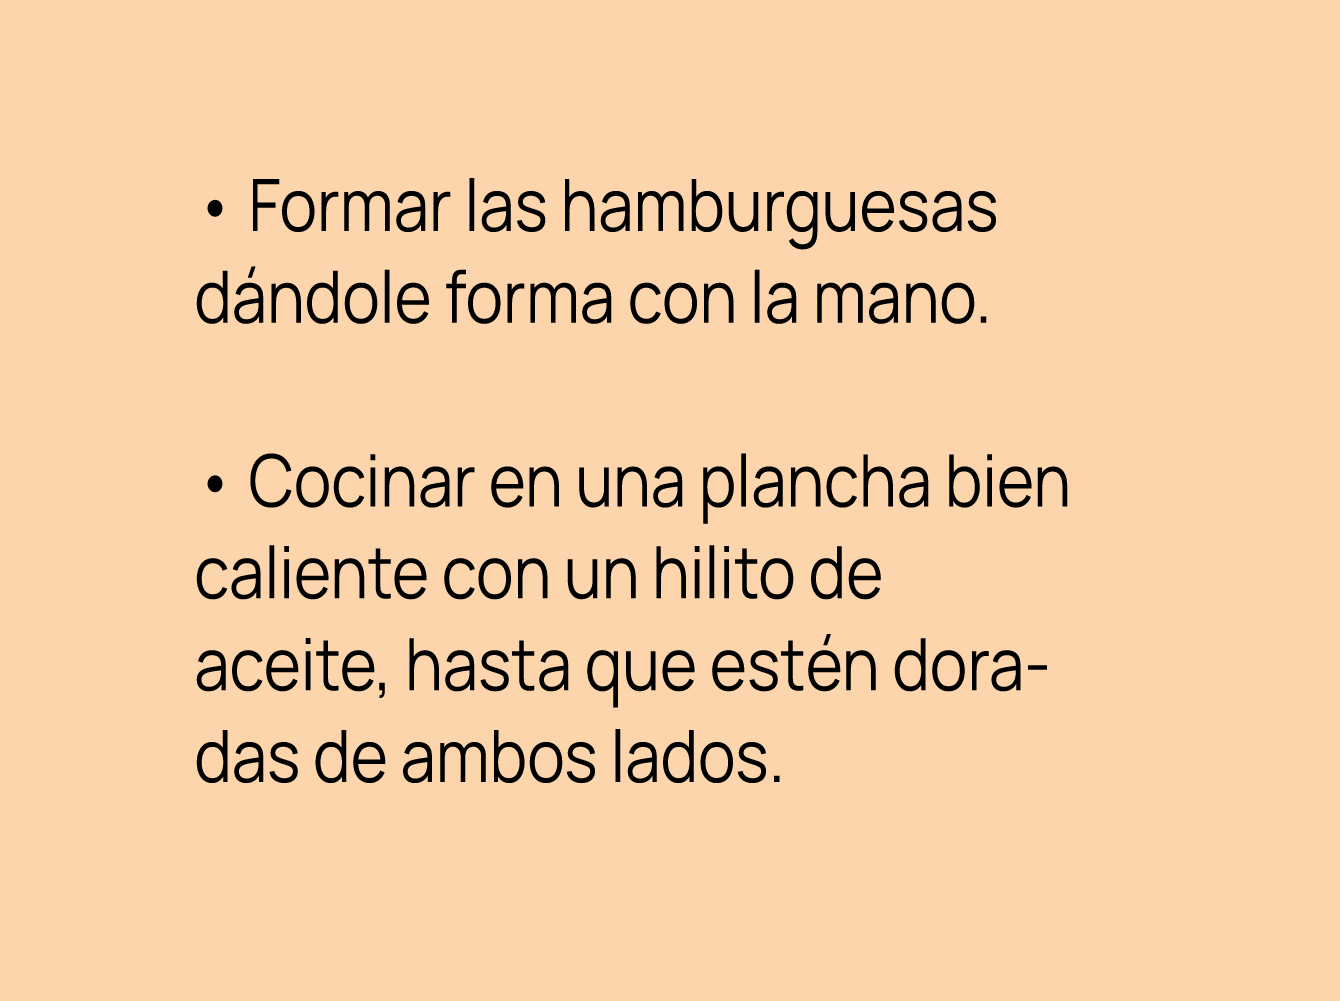 • Formar las hamburguesas
dándole forma con la mano.
• Cocinar en una plancha bien
caliente con un hilito de
aceite, hasta que estén dora-
das de ambos lados.